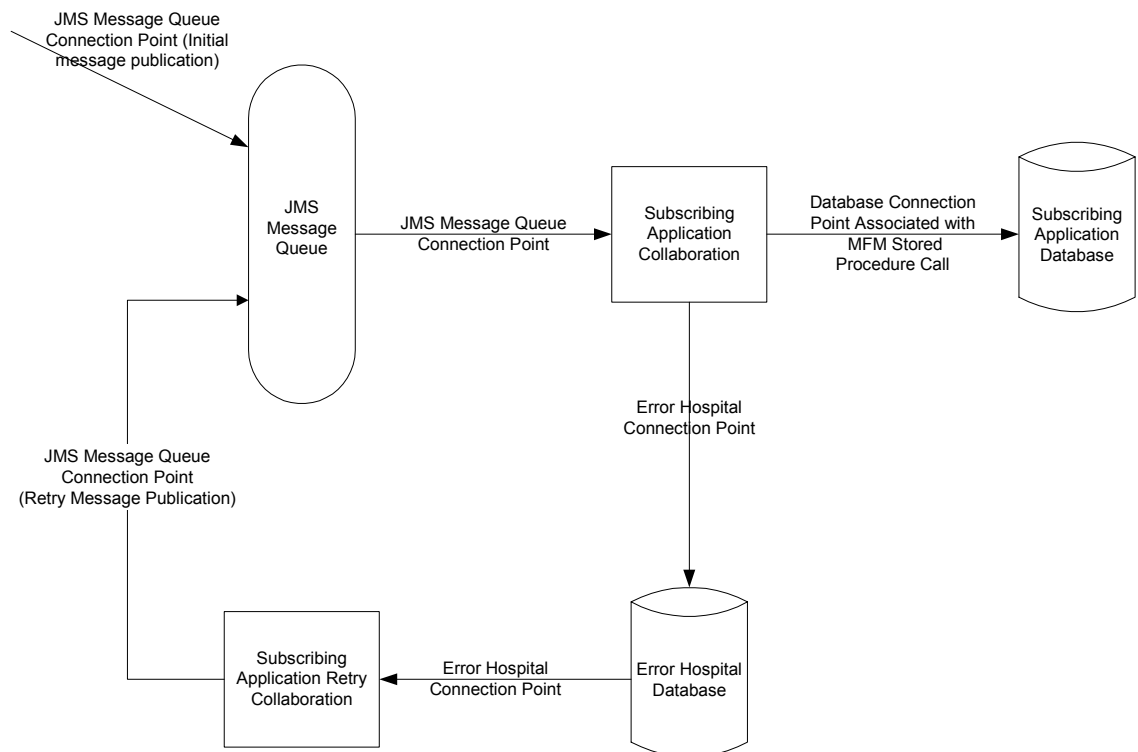 JMS Message Queue
Connection Point (Initial
message publication)
JMS
Message
Queue
JMS Message Queue
Connection Point
Subscribing
Application
Collaboration
Database Connection
Point Associated with
MFM Stored
Procedure Call
Subscribing
Application
Database
Error Hospital
Connection Point
JMS Message Queue
Connection Point
(Retry Message Publication)
Subscribing
Application Retry
Collaboration
Error Hospital
Connection Point
Error Hospital
Database